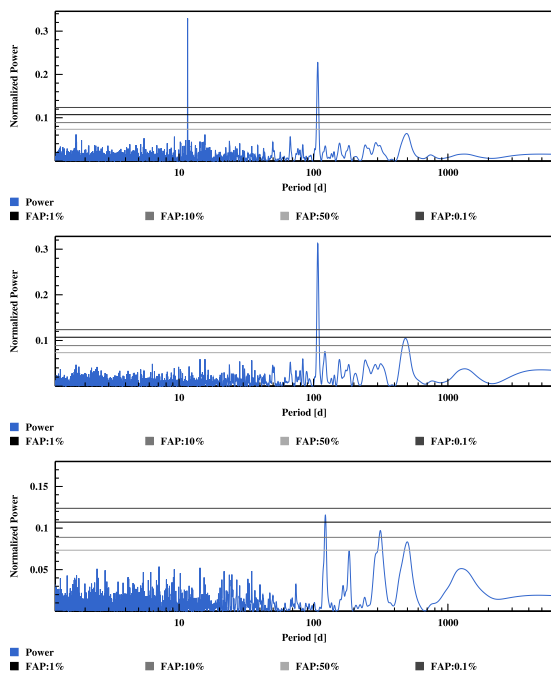 Normalized Power
0.3
0.2
0.1
10 100 1000
Period [d]
Power
FAP:1% FAP:10% FAP:50% FAP:0.1%
Normalized Power
0.3
0.2
0.1
10 100 1000
Period [d]
Power
FAP:1% FAP:10% FAP:50% FAP:0.1%
Normalized Power
0.15
0.1
0.05
10 100 1000
Period [d]
Power
FAP:1% FAP:10% FAP:50% FAP:0.1%